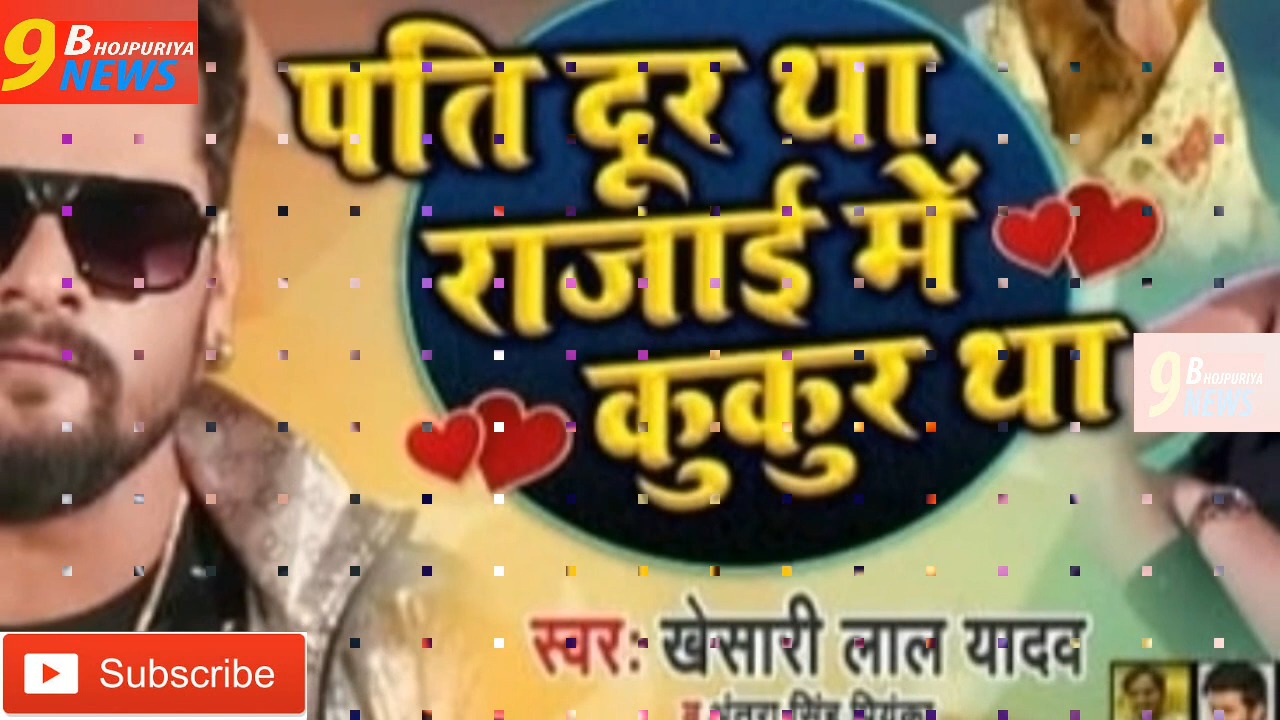 9 BHOJPURIYA
NEWS
पति दूर था
राजाई में
कुकुर था
9 BHOJPURIYA
NEWS
स्वर: खेसारी लाल यादव
Subscribe